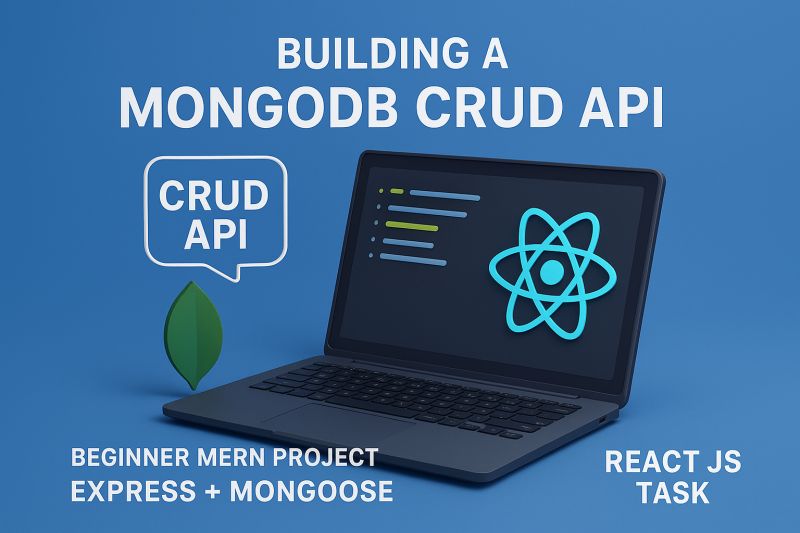 BUILDING A
MONGODB CRUD API
CRUD
API
BEGINNER MERN PROJECT
EXPRESS + MONGOOSE
REACT JS
TASK